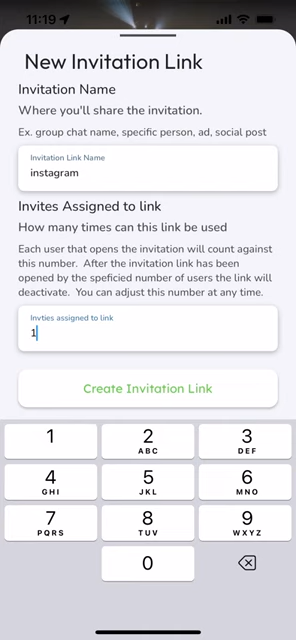 11:19
New Invitation Link
Invitation Name
Where you'll share the invitation.
Ex. group chat name, specific person, ad, social post
Invitation Link Name
instagram
Invites Assigned to link
How many times can this link be used
Each user that opens the invitation will count against
this number. After the invitation link has been
opened by the speficied number of users the link will
deactivate. You can adjust this number at any time.
Invties assigned to link
1
Create Invitation Link
1
2
ABC
3
DEF
4
GHI
5
JKL
6
MNO
7
PQRS
8
TUV
9
WXYZ
0